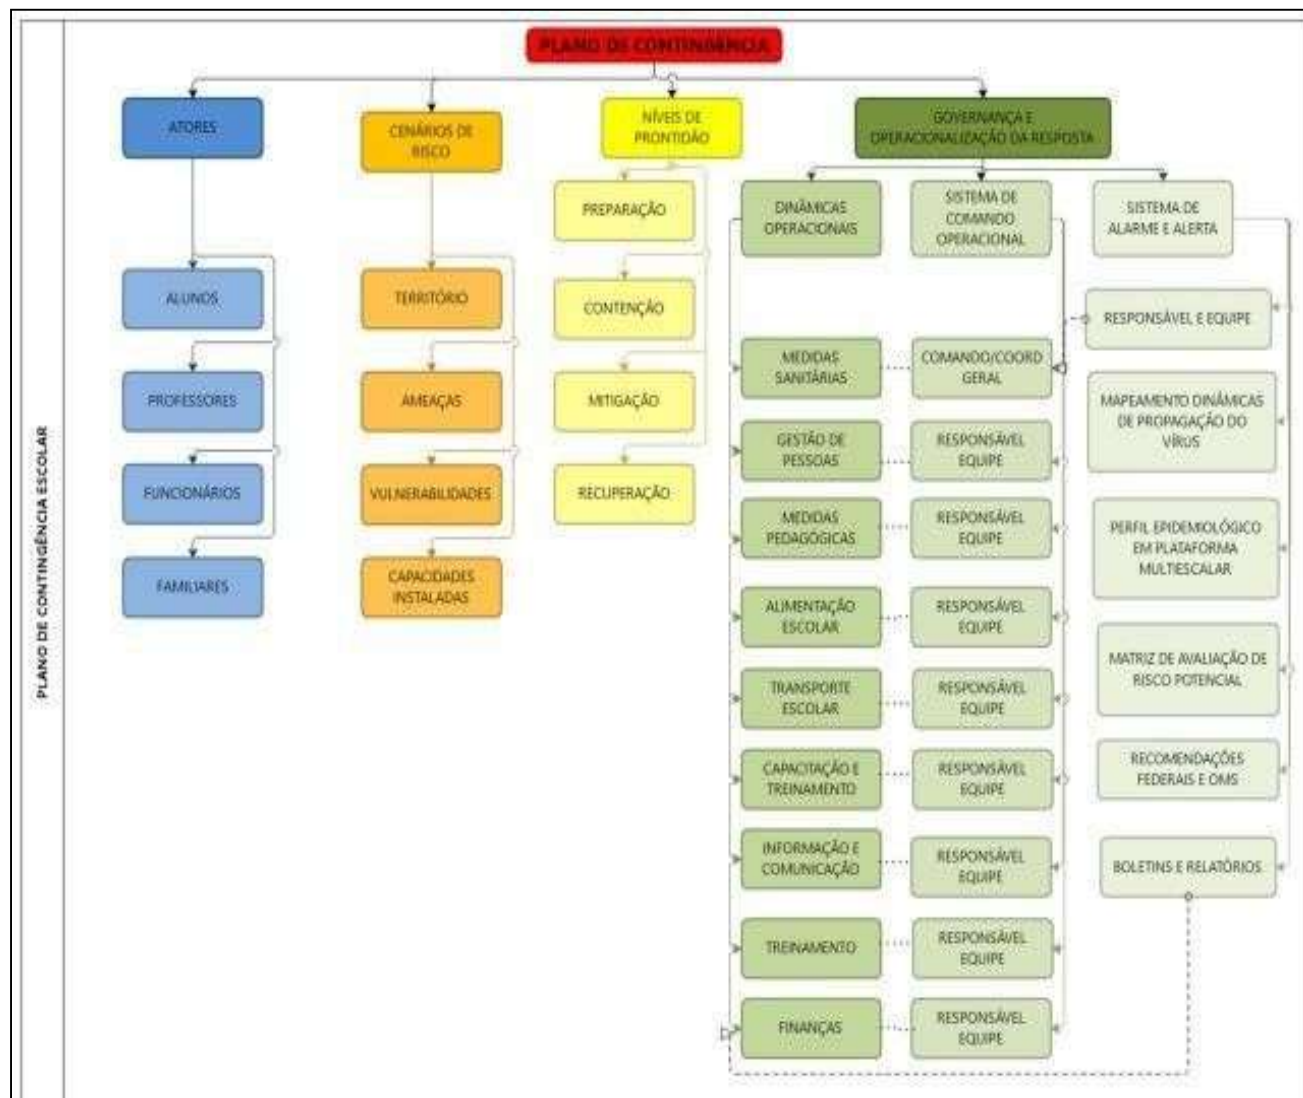 PLANO DE CONTINGÊNCIA ESCOLAR
PLANO DE CONTINGÊNCIA
ATORES
ALUNOS
PROFESSORES
FUNCIONÁRIOS
FAMILIARES
CENÁRIOS DE
RISCO
TERRITÓRIO
AMEAÇAS
VULNERABILIDADES
CAPACIDADES
INSTALADAS
NÍVEIS DE
PRONTIDÃO
PREPARAÇÃO
CONTENÇÃO
MITIGAÇÃO
RECUPERAÇÃO
GOVERNANÇA E
OPERACIONALIZAÇÃO DA RESPOSTA
DINÂMICAS
OPERACIONAIS
MEDIDAS
SANITÁRIAS
GESTÃO DE
PESSOAS
MEDIDAS
PEDAGÓGICAS
ALIMENTAÇÃO
ESCOLAR
TRANSPORTE
ESCOLAR
CAPACITAÇÃO E
TREINAMENTO
INFORMAÇÃO E
COMUNICAÇÃO
TREINAMENTO
FINANÇAS
SISTEMA DE
COMANDO
OPERACIONAL
COMANDO/COORD
GERAL
RESPONSÁVEL
EQUIPE
RESPONSÁVEL
EQUIPE
RESPONSÁVEL
EQUIPE
RESPONSÁVEL
EQUIPE
RESPONSÁVEL
EQUIPE
RESPONSÁVEL
EQUIPE
RESPONSÁVEL
EQUIPE
RESPONSÁVEL
EQUIPE
SISTEMA DE
ALARME E ALERTA
RESPONSÁVEL E EQUIPE
MAPEAMENTO DINÂMICAS
DE PROPAGAÇÃO DO
VÍRUS
PERFIL EPIDEMIOLÓGICO
EM PLATAFORMA
MULTIESCALAR
MATRIZ DE AVALIAÇÃO DE
RISCO POTENCIAL
RECOMENDAÇÕES
FEDERAIS E OMS
BOLETINS E RELATÓRIOS